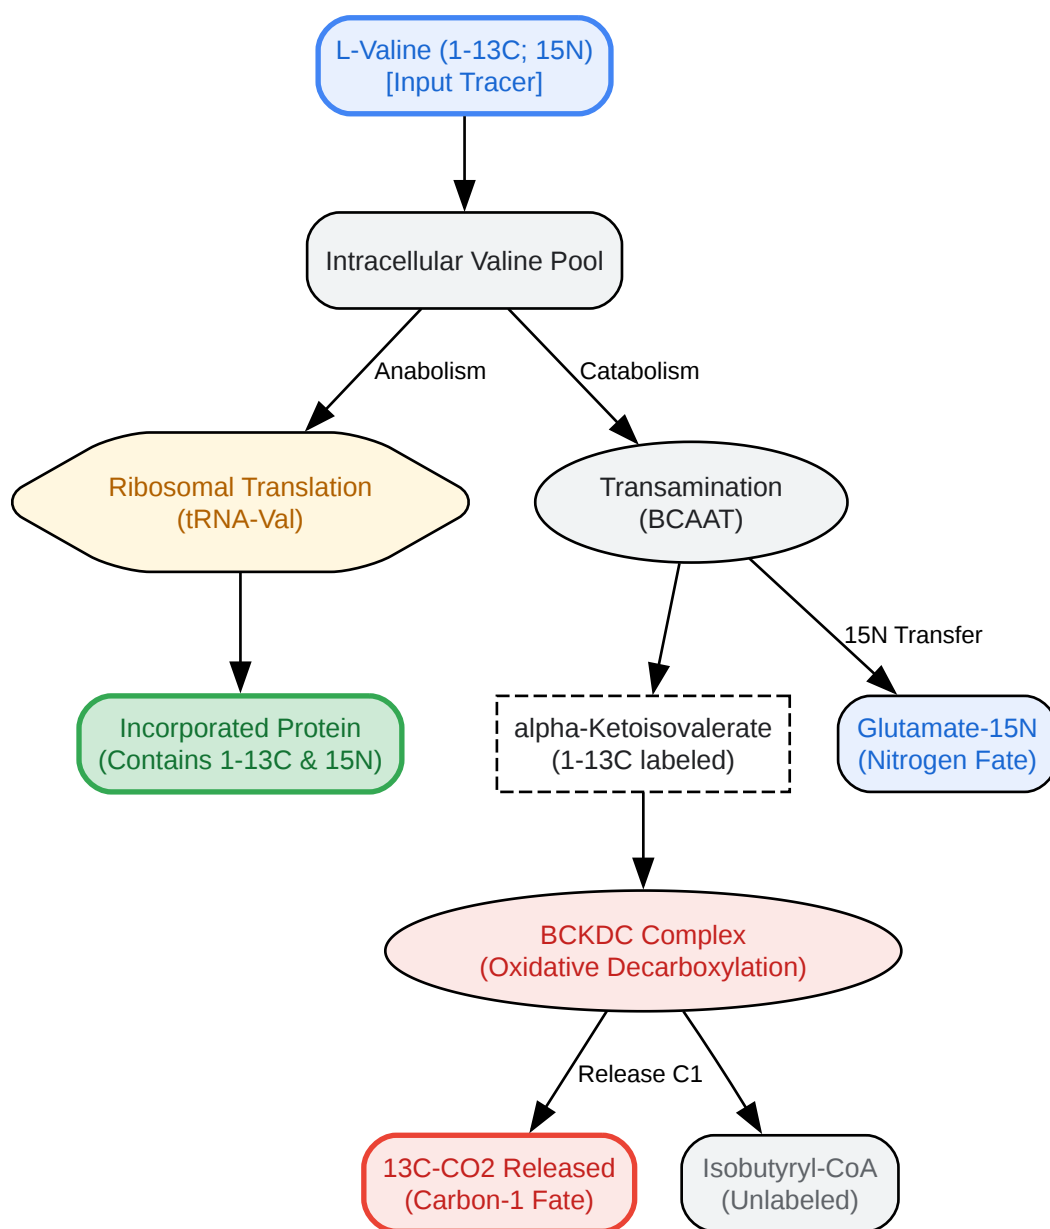 L-Valine (1-13C; 15N)
[Input Tracer]
Intracellular Valine Pool
Anabolism
Catabolism
Ribosomal Translation
(tRNA-Val)
Transamination
(BCAAT)
15N Transfer
Incorporated Protein
(Contains 1-13C & 15N)
alpha-Ketoisovalerate
(1-13C labeled)
Glutamate-15N
(Nitrogen Fate)
BCKDC Complex
(Oxidative Decarboxylation)
Release C1
13C-CO2 Released
(Carbon-1 Fate)
Isobutyryl-CoA
(Unlabeled)